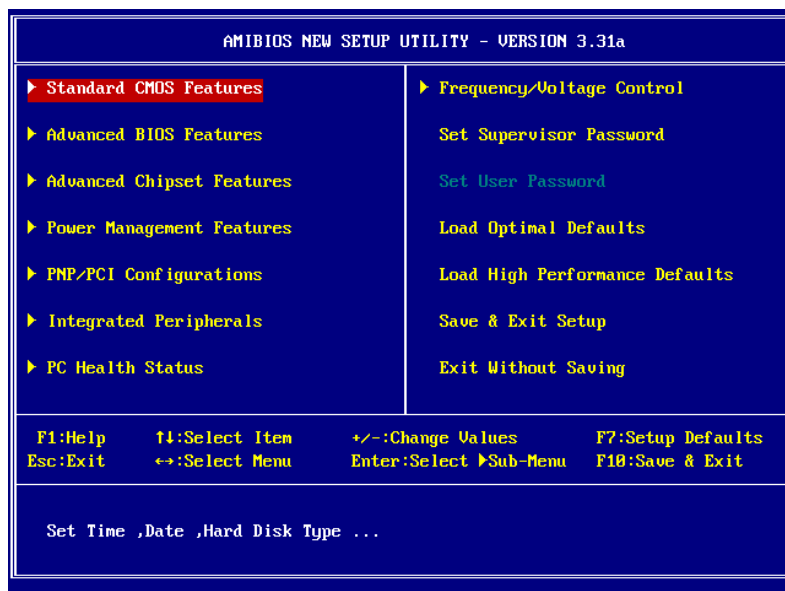 AMIBIOS NEW SETUP UTILITY - VERSION 3.31a
Standard CMOS Features
Advanced BIOS Features
Advanced Chipset Features
Power Management Features
PNP/PCI Configurations
Integrated Peripherals
PC Health Status
Frequency/Voltage Control
Set Supervisor Password
Set User Password
Load Optimal Defaults
Load High Performance Defaults
Save & Exit Setup
Exit Without Saving
F1:Help ↑↓:Select Item +/-:Change Values F7:Setup Defaults
Esc:Exit ↔:Select Menu Enter:Select ▶Sub-Menu F10:Save & Exit
Set Time ,Date ,Hard Disk Type ...